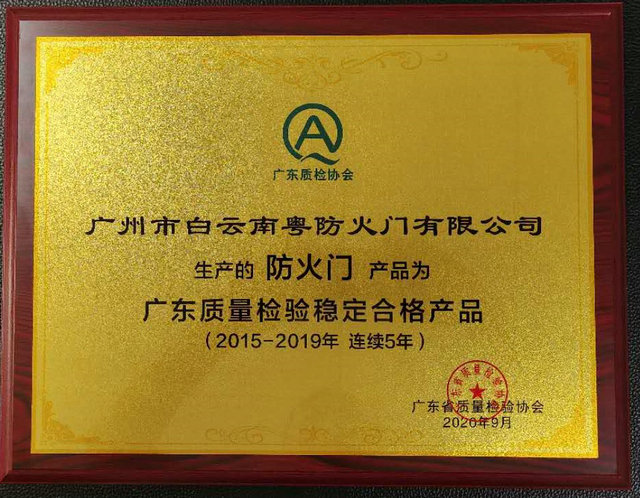 广东质检协会
广州市白云南粤防火门有限公司
生产的 防火门 产品为
广东质量检验稳定合格产品
（2015-2019年 连续5年）
广东省质量检验协会
2020年9月